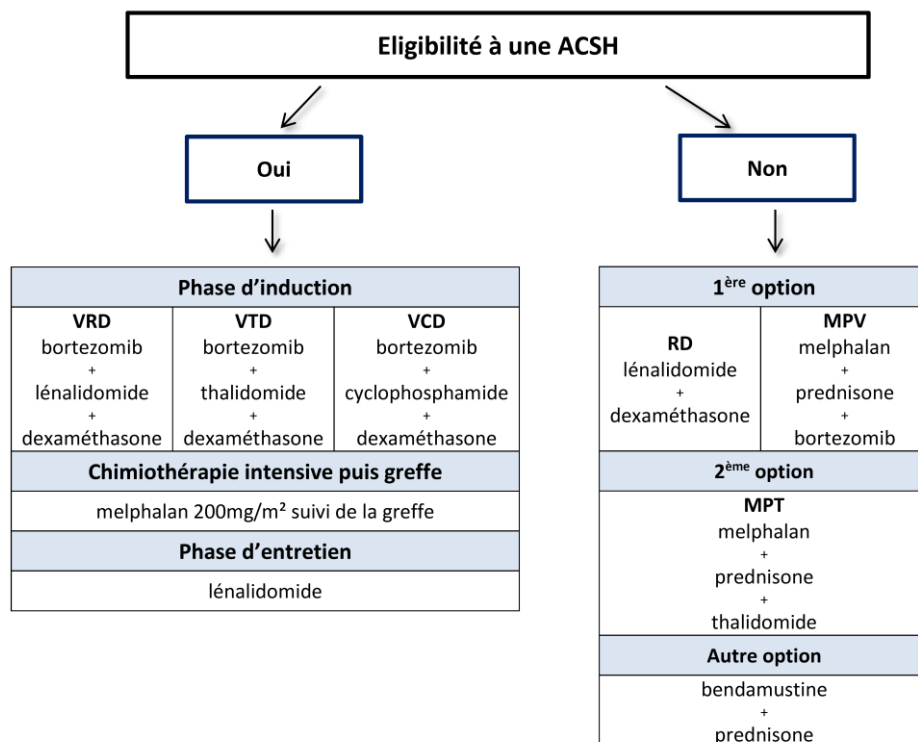 Eligibilité à une ACSH
Oui
Non
Phase d'induction
VRD
bortezomib
+
lénalidomide
+
dexaméthasone
VTD
bortezomib
+
thalidomide
+
dexaméthasone
VCD
bortezomib
+
cyclophosphamide
+
dexaméthasone
Chimiothérapie intensive puis greffe
melphalan 200mg/m² suivi de la greffe
Phase d'entretien
lénalidomide
1ère option
RD
lénalidomide
+
dexaméthasone
MPV
melphalan
+
prednisone
+
bortezomib
2ème option
MPT
melphalan
+
prednisone
+
thalidomide
Autre option
bendamustine
+
prednisone